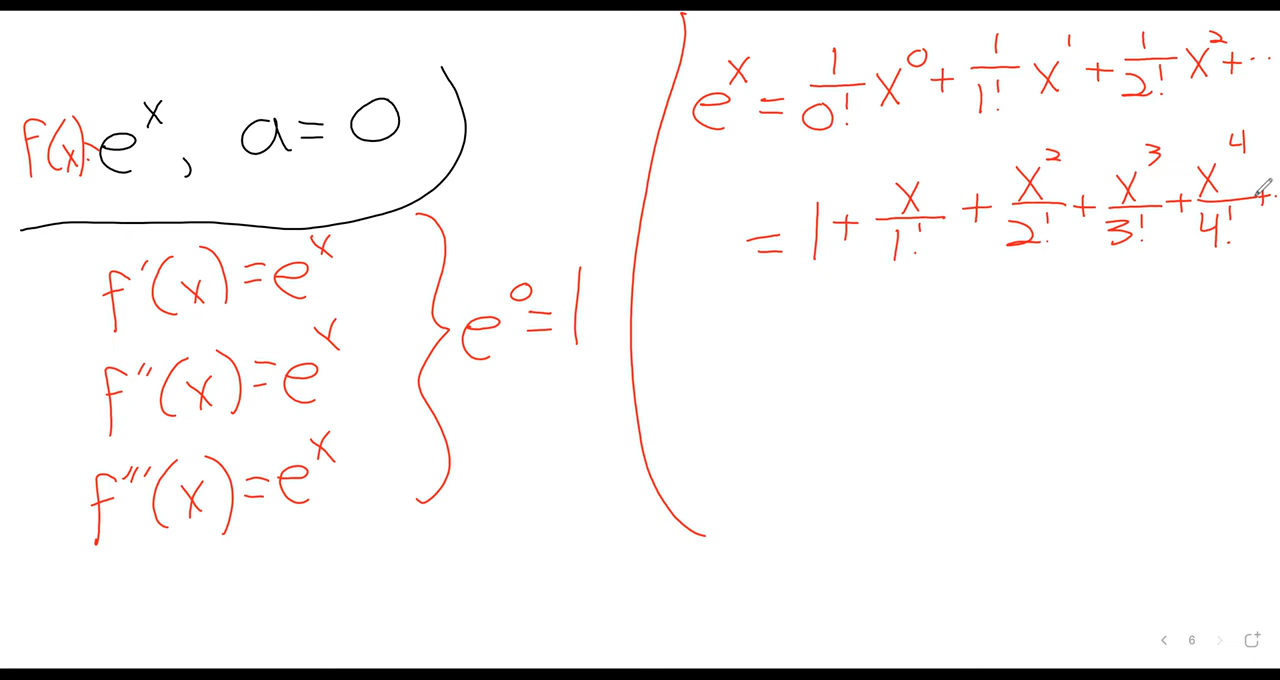 f(x)=e^x, a=0
f'(x)=e^x
f''(x)=e^x
f'''(x)=e^x
e^0=1
e^x = 1/0! x^0 + 1/1! x^1 + 1/2! x^2 + ...
= 1 + x/1! + x^2/2! + x^3/3! + x^4/4! + ..
6